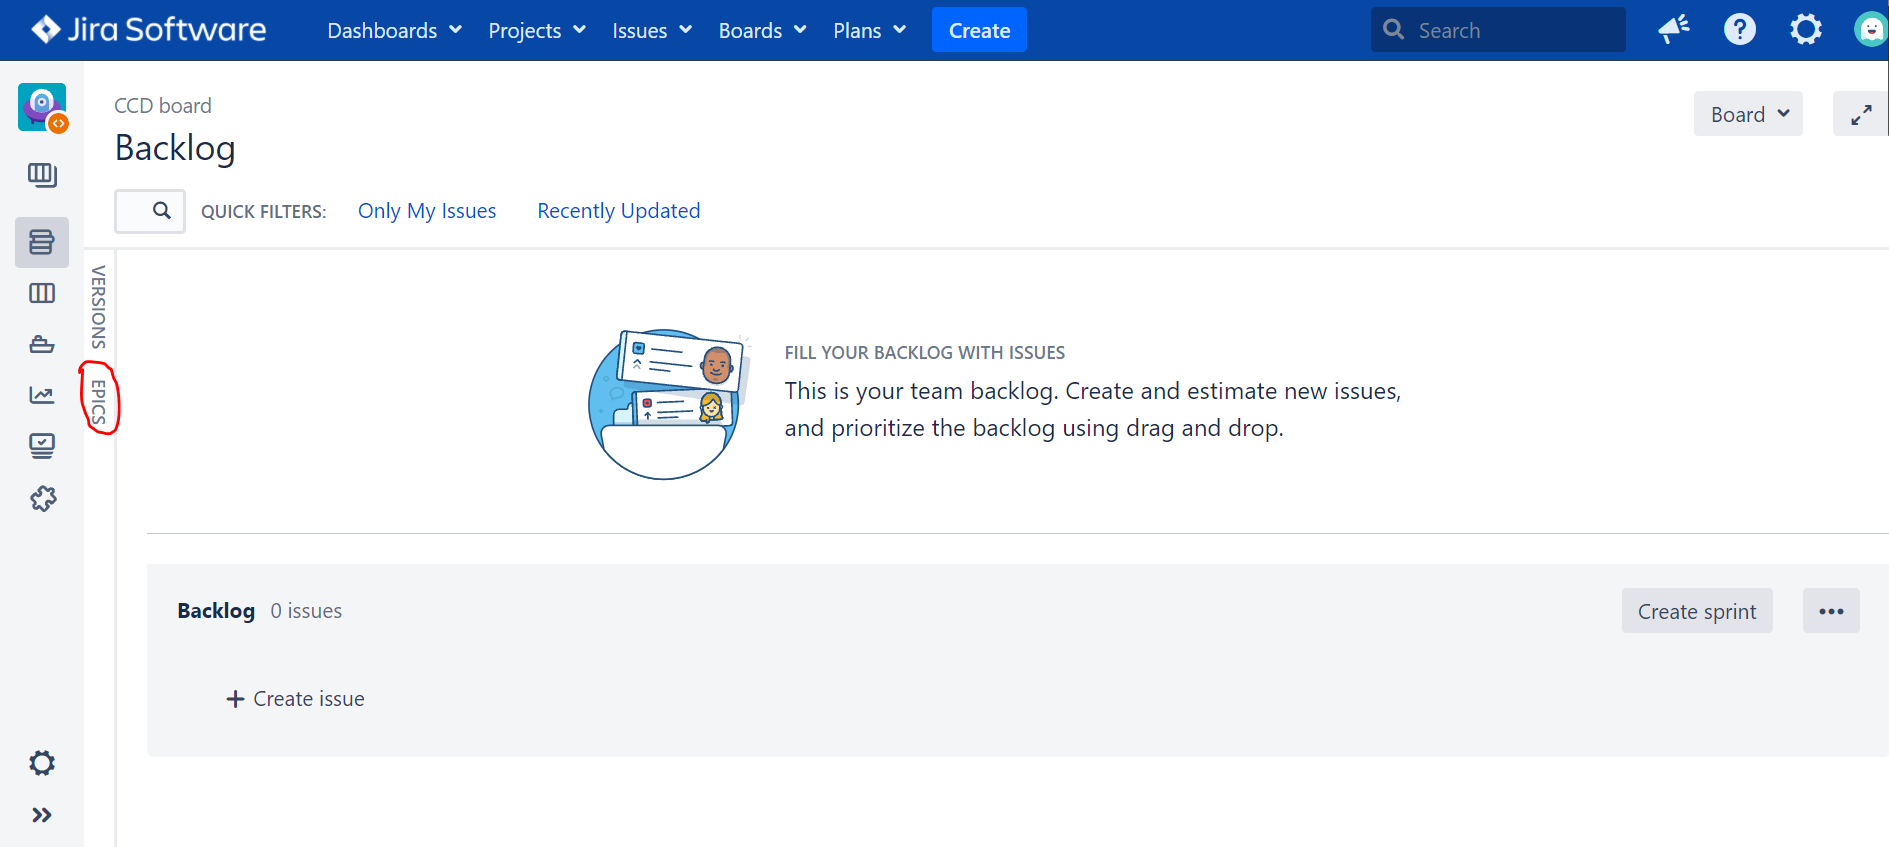 Jira Software
Dashboards Projects Issues Boards Plans Create Search
CCD board
Board
Backlog
QUICK FILTERS: Only My Issues Recently Updated
VERSIONS
EPICS
FILL YOUR BACKLOG WITH ISSUES
This is your team backlog. Create and estimate new issues,
and prioritize the backlog using drag and drop.
Backlog 0 issues
Create sprint
Create issue